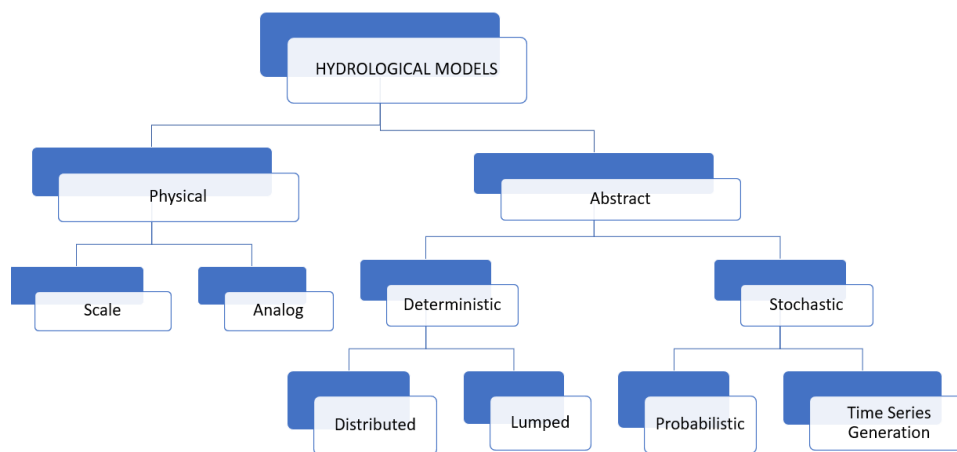 HYDROLOGICAL MODELS
Physical
Abstract
Scale
Analog
Deterministic
Stochastic
Distributed
Lumped
Probabilistic
Time Series
Generation